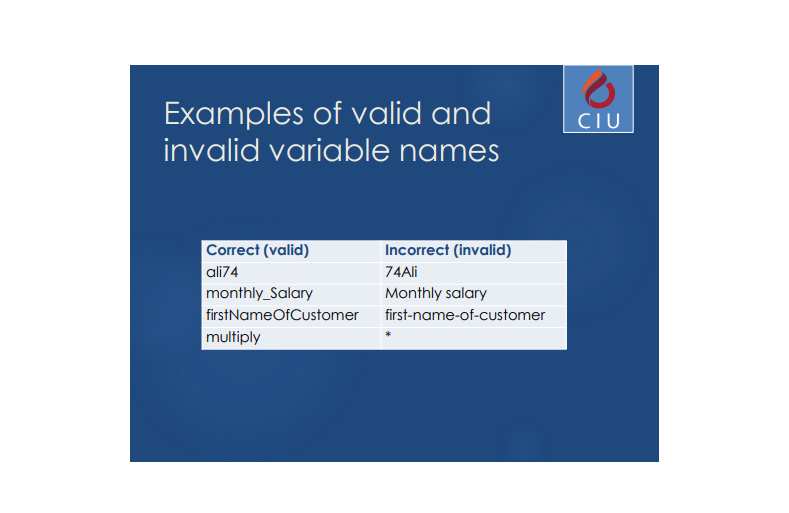 CIU
Examples of valid and
invalid variable names
Correct (valid) Incorrect (invalid)
ali74 74Ali
monthly_Salary Monthly salary
firstNameOfCustomer first-name-of-customer
multiply *